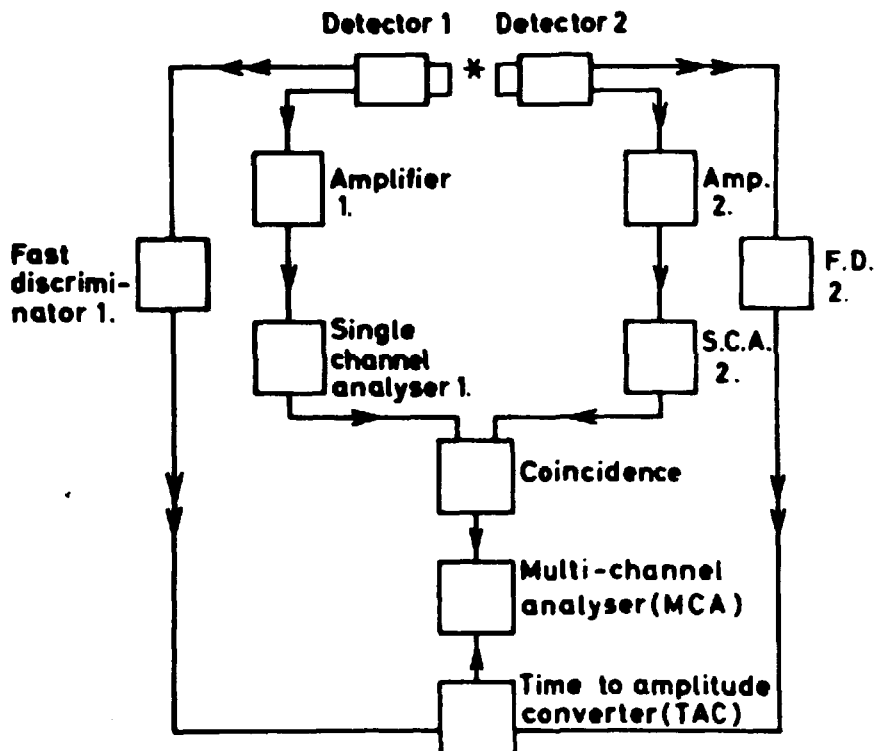 Detector 1
Detector 2
Amplifier
1.
Amp.
2.
Fast
discrimi-
nator 1.
F.D.
2.
Single
channel
analyser 1.
S.C.A.
2.
Coincidence
Multi-channel
analyser(MCA)
Time to amplitude
converter(TAC)